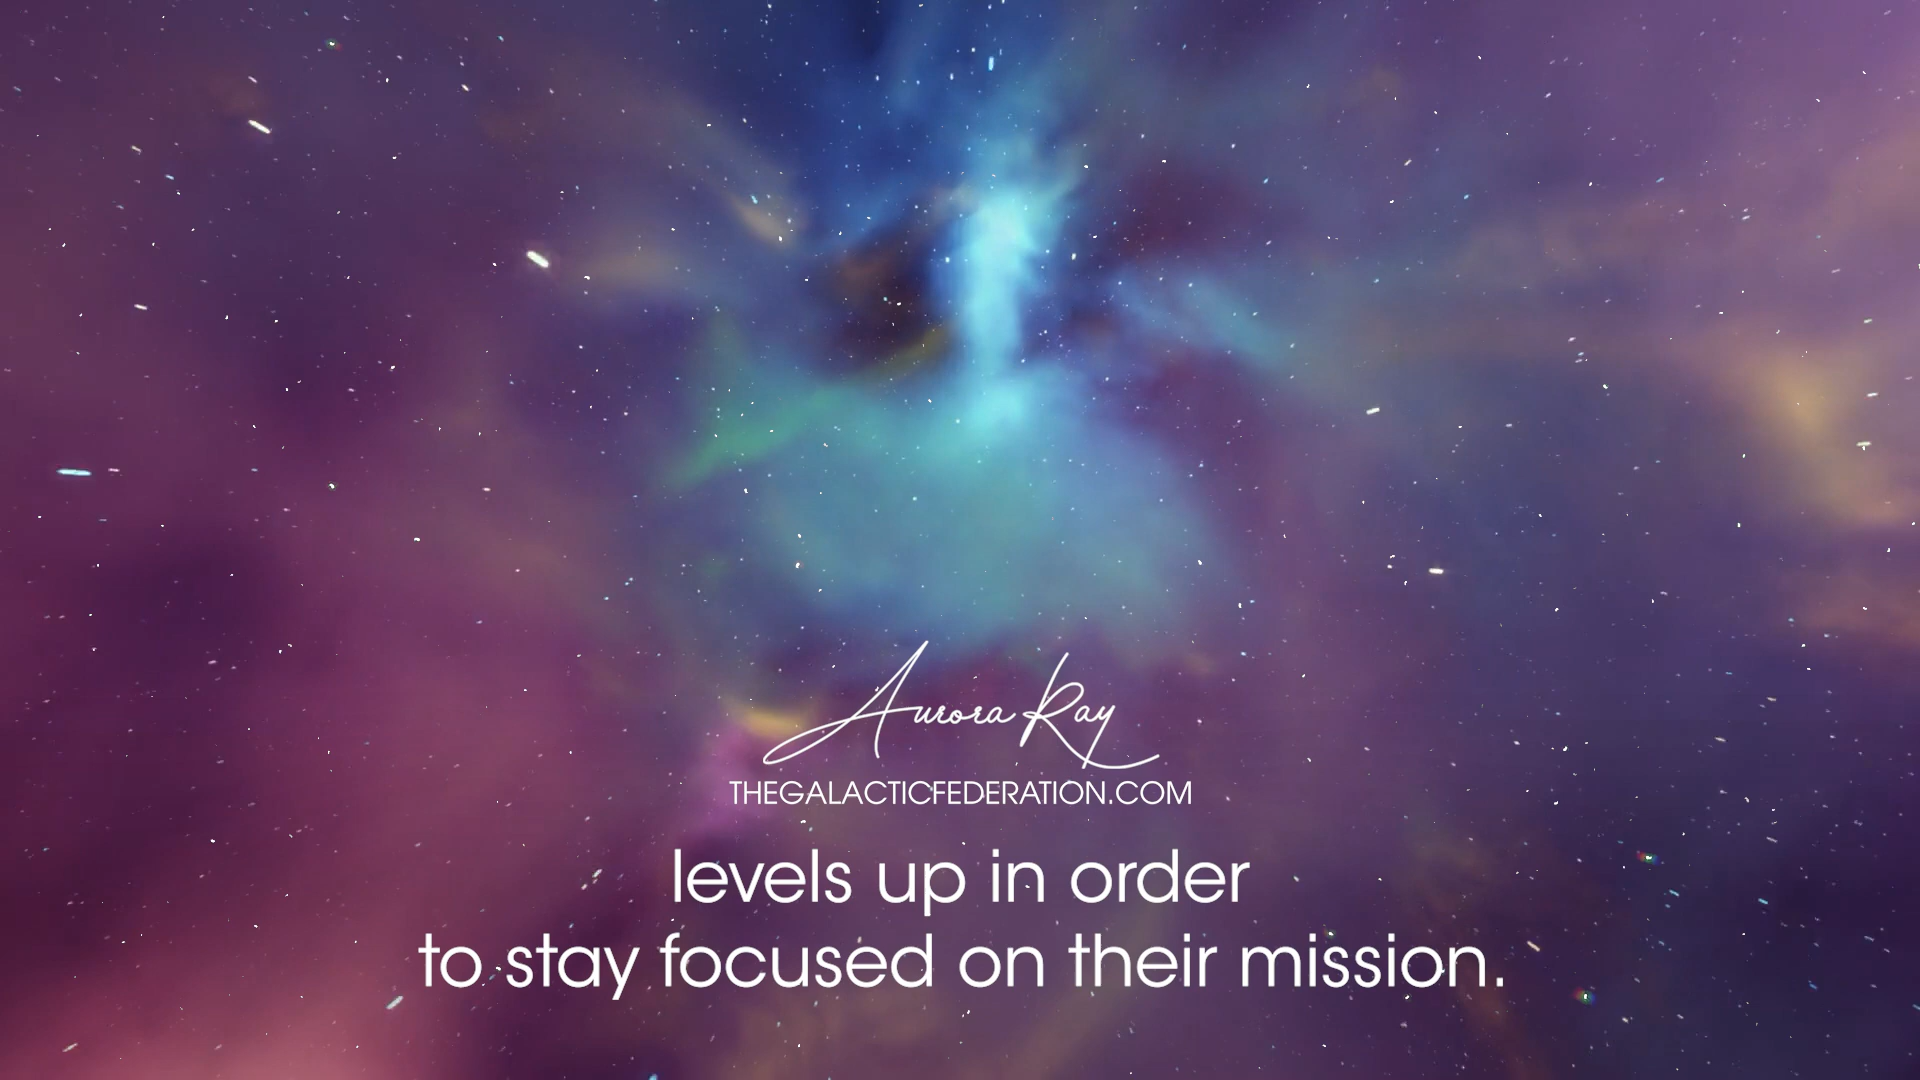 Aurora Ray
THEGALACTICFEDERATION.COM
levels up in order
to stay focused on their mission.